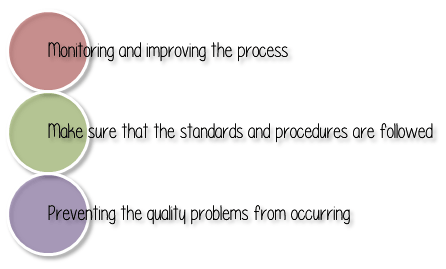 Monitoring and improving the process
Make sure that the standards and procedures are followed
Preventing the quality problems from occurring